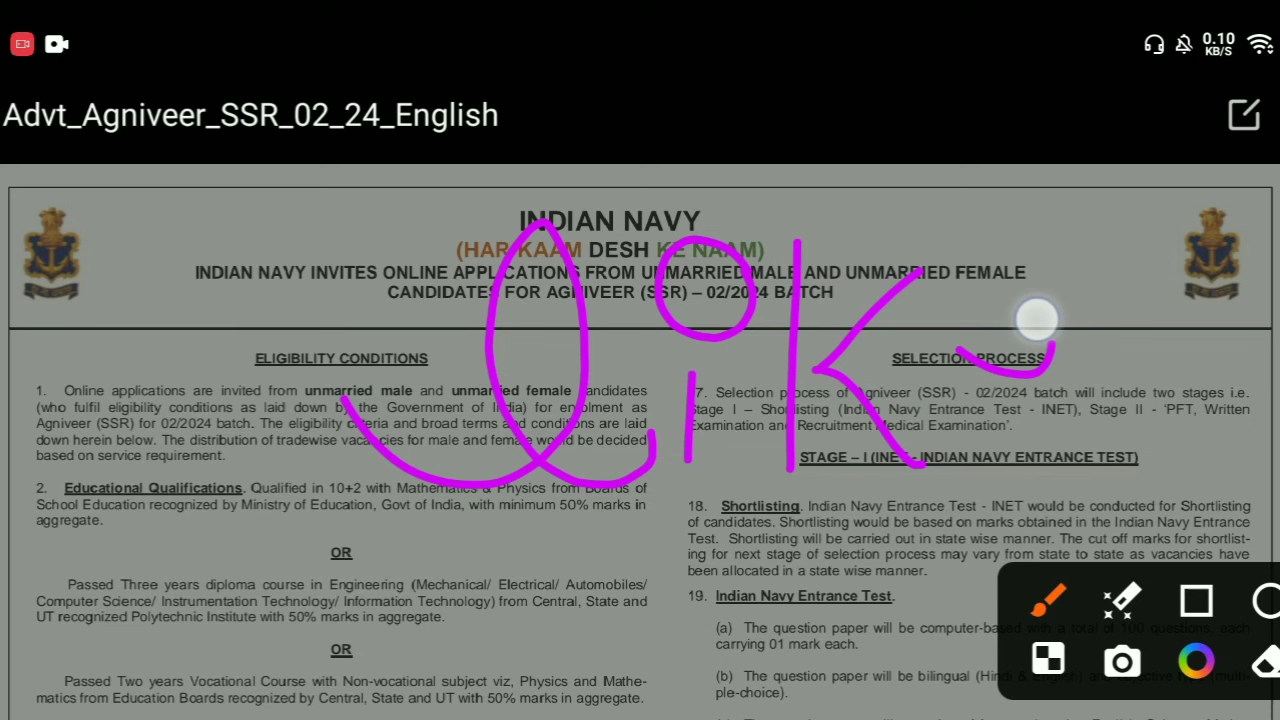 0.10
KB/S
Advt_Agniveer_SSR_02_24_English
INDIAN NAVY
(HAR KAAM DESH KE NAAM)
INDIAN NAVY INVITES ONLINE APPLICATIONS FROM UNMARRIED MALE AND UNMARRIED FEMALE
CANDIDATES FOR AGNIVEER (SSR) – 02/2024 BATCH
LiK
ELIGIBILITY CONDITIONS
1. Online applications are invited from unmarried male and unmarried female candidates
(who fulfil eligibility conditions as laid down by the Government of India) for enrolment as
Agniveer (SSR) for 02/2024 batch. The eligibility criteria and broad terms and conditions are laid
down herein below. The distribution of tradewise vacancies for male and female would be decided
based on service requirement.
2. Educational Qualifications. Qualified in 10+2 with Mathematics & Physics from Boards of
School Education recognized by Ministry of Education, Govt of India, with minimum 50% marks in
aggregate.
OR
Passed Three years diploma course in Engineering (Mechanical/ Electrical/ Automobiles/
Computer Science/ Instrumentation Technology/ Information Technology) from Central, State and
UT recognized Polytechnic Institute with 50% marks in aggregate.
OR
Passed Two years Vocational Course with Non-vocational subject viz, Physics and Mathe-
matics from Education Boards recognized by Central, State and UT with 50% marks in aggregate.
SELECTION PROCESS
17. Selection process of Agniveer (SSR) - 02/2024 batch will include two stages i.e.
Stage I – Shortlisting (Indian Navy Entrance Test - INET), Stage II - ‘PFT, Written
Examination and Recruitment Medical Examination’.
STAGE – I (INET - INDIAN NAVY ENTRANCE TEST)
18. Shortlisting. Indian Navy Entrance Test - INET would be conducted for Shortlisting
of candidates. Shortlisting would be based on marks obtained in the Indian Navy Entrance
Test. Shortlisting will be carried out in state wise manner. The cut off marks for shortlist-
ing for next stage of selection process may vary from state to state as vacancies have
been allocated in a state wise manner.
19. Indian Navy Entrance Test.
(a) The question paper will be computer-based with a total of 100 questions, each
carrying 01 mark each.
(b) The question paper will be bilingual (Hindi & English) and objective type (multi-
ple-choice).